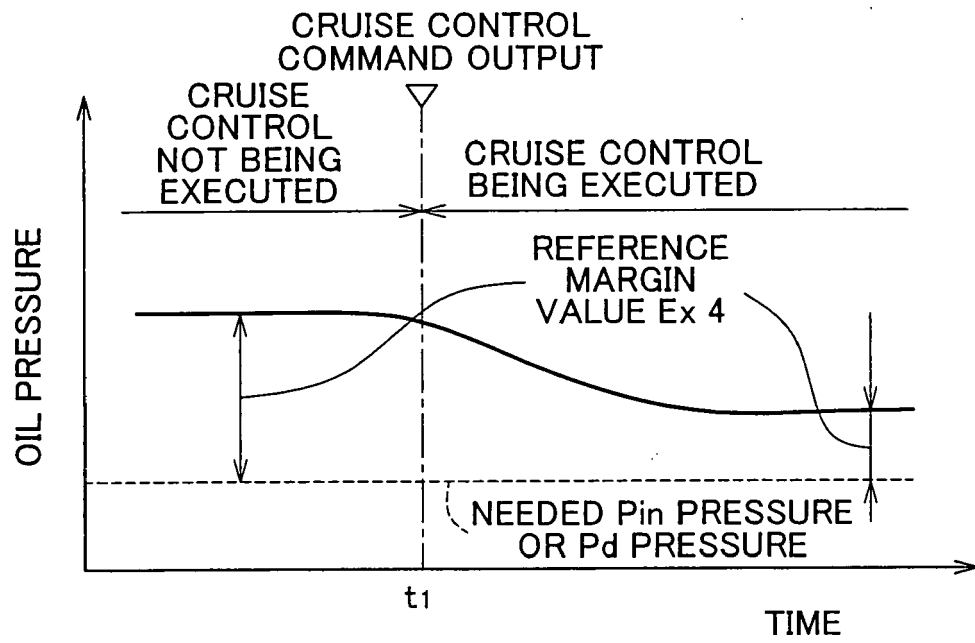 CRUISE CONTROL
COMMAND OUTPUT
CRUISE
CONTROL
NOT BEING
EXECUTED
CRUISE CONTROL
BEING EXECUTED
OIL PRESSURE
REFERENCE
MARGIN
VALUE Ex 4
NEEDED Pin PRESSURE
OR Pd PRESSURE
t1
TIME